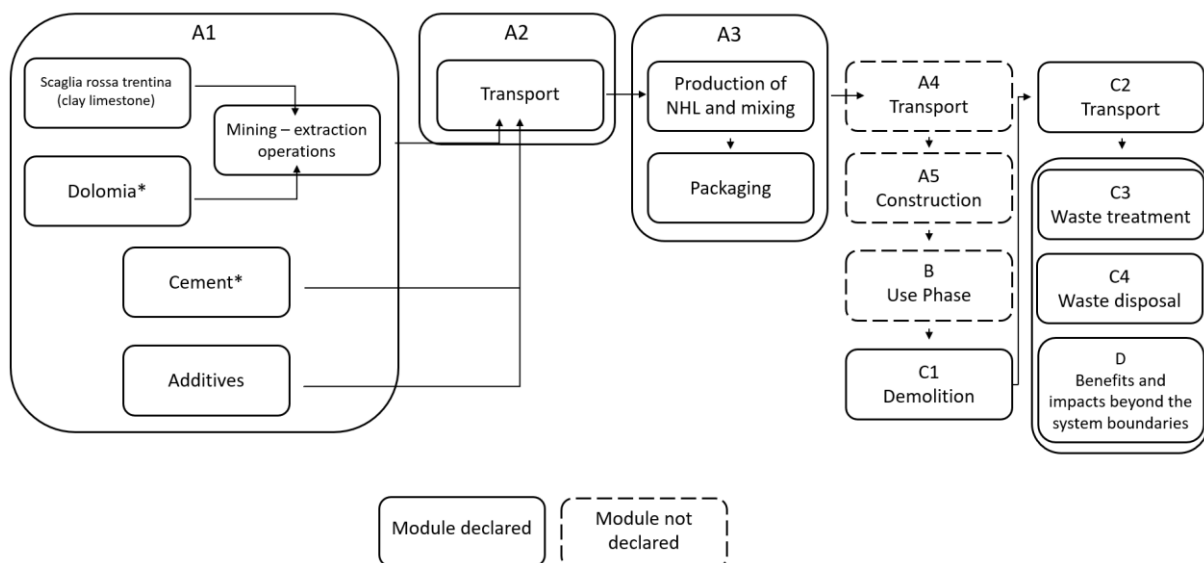 A1
Scaglia rossa trentina
(clay limestone)
Mining – extraction
operations
Dolomia*
Cement*
Additives
A2
Transport
A3
Production of
NHL and mixing
Packaging
A4
Transport
A5
Construction
B
Use Phase
C1
Demolition
C2
Transport
C3
Waste treatment
C4
Waste disposal
D
Benefits and
impacts beyond the
system boundaries
Module declared
Module not
declared